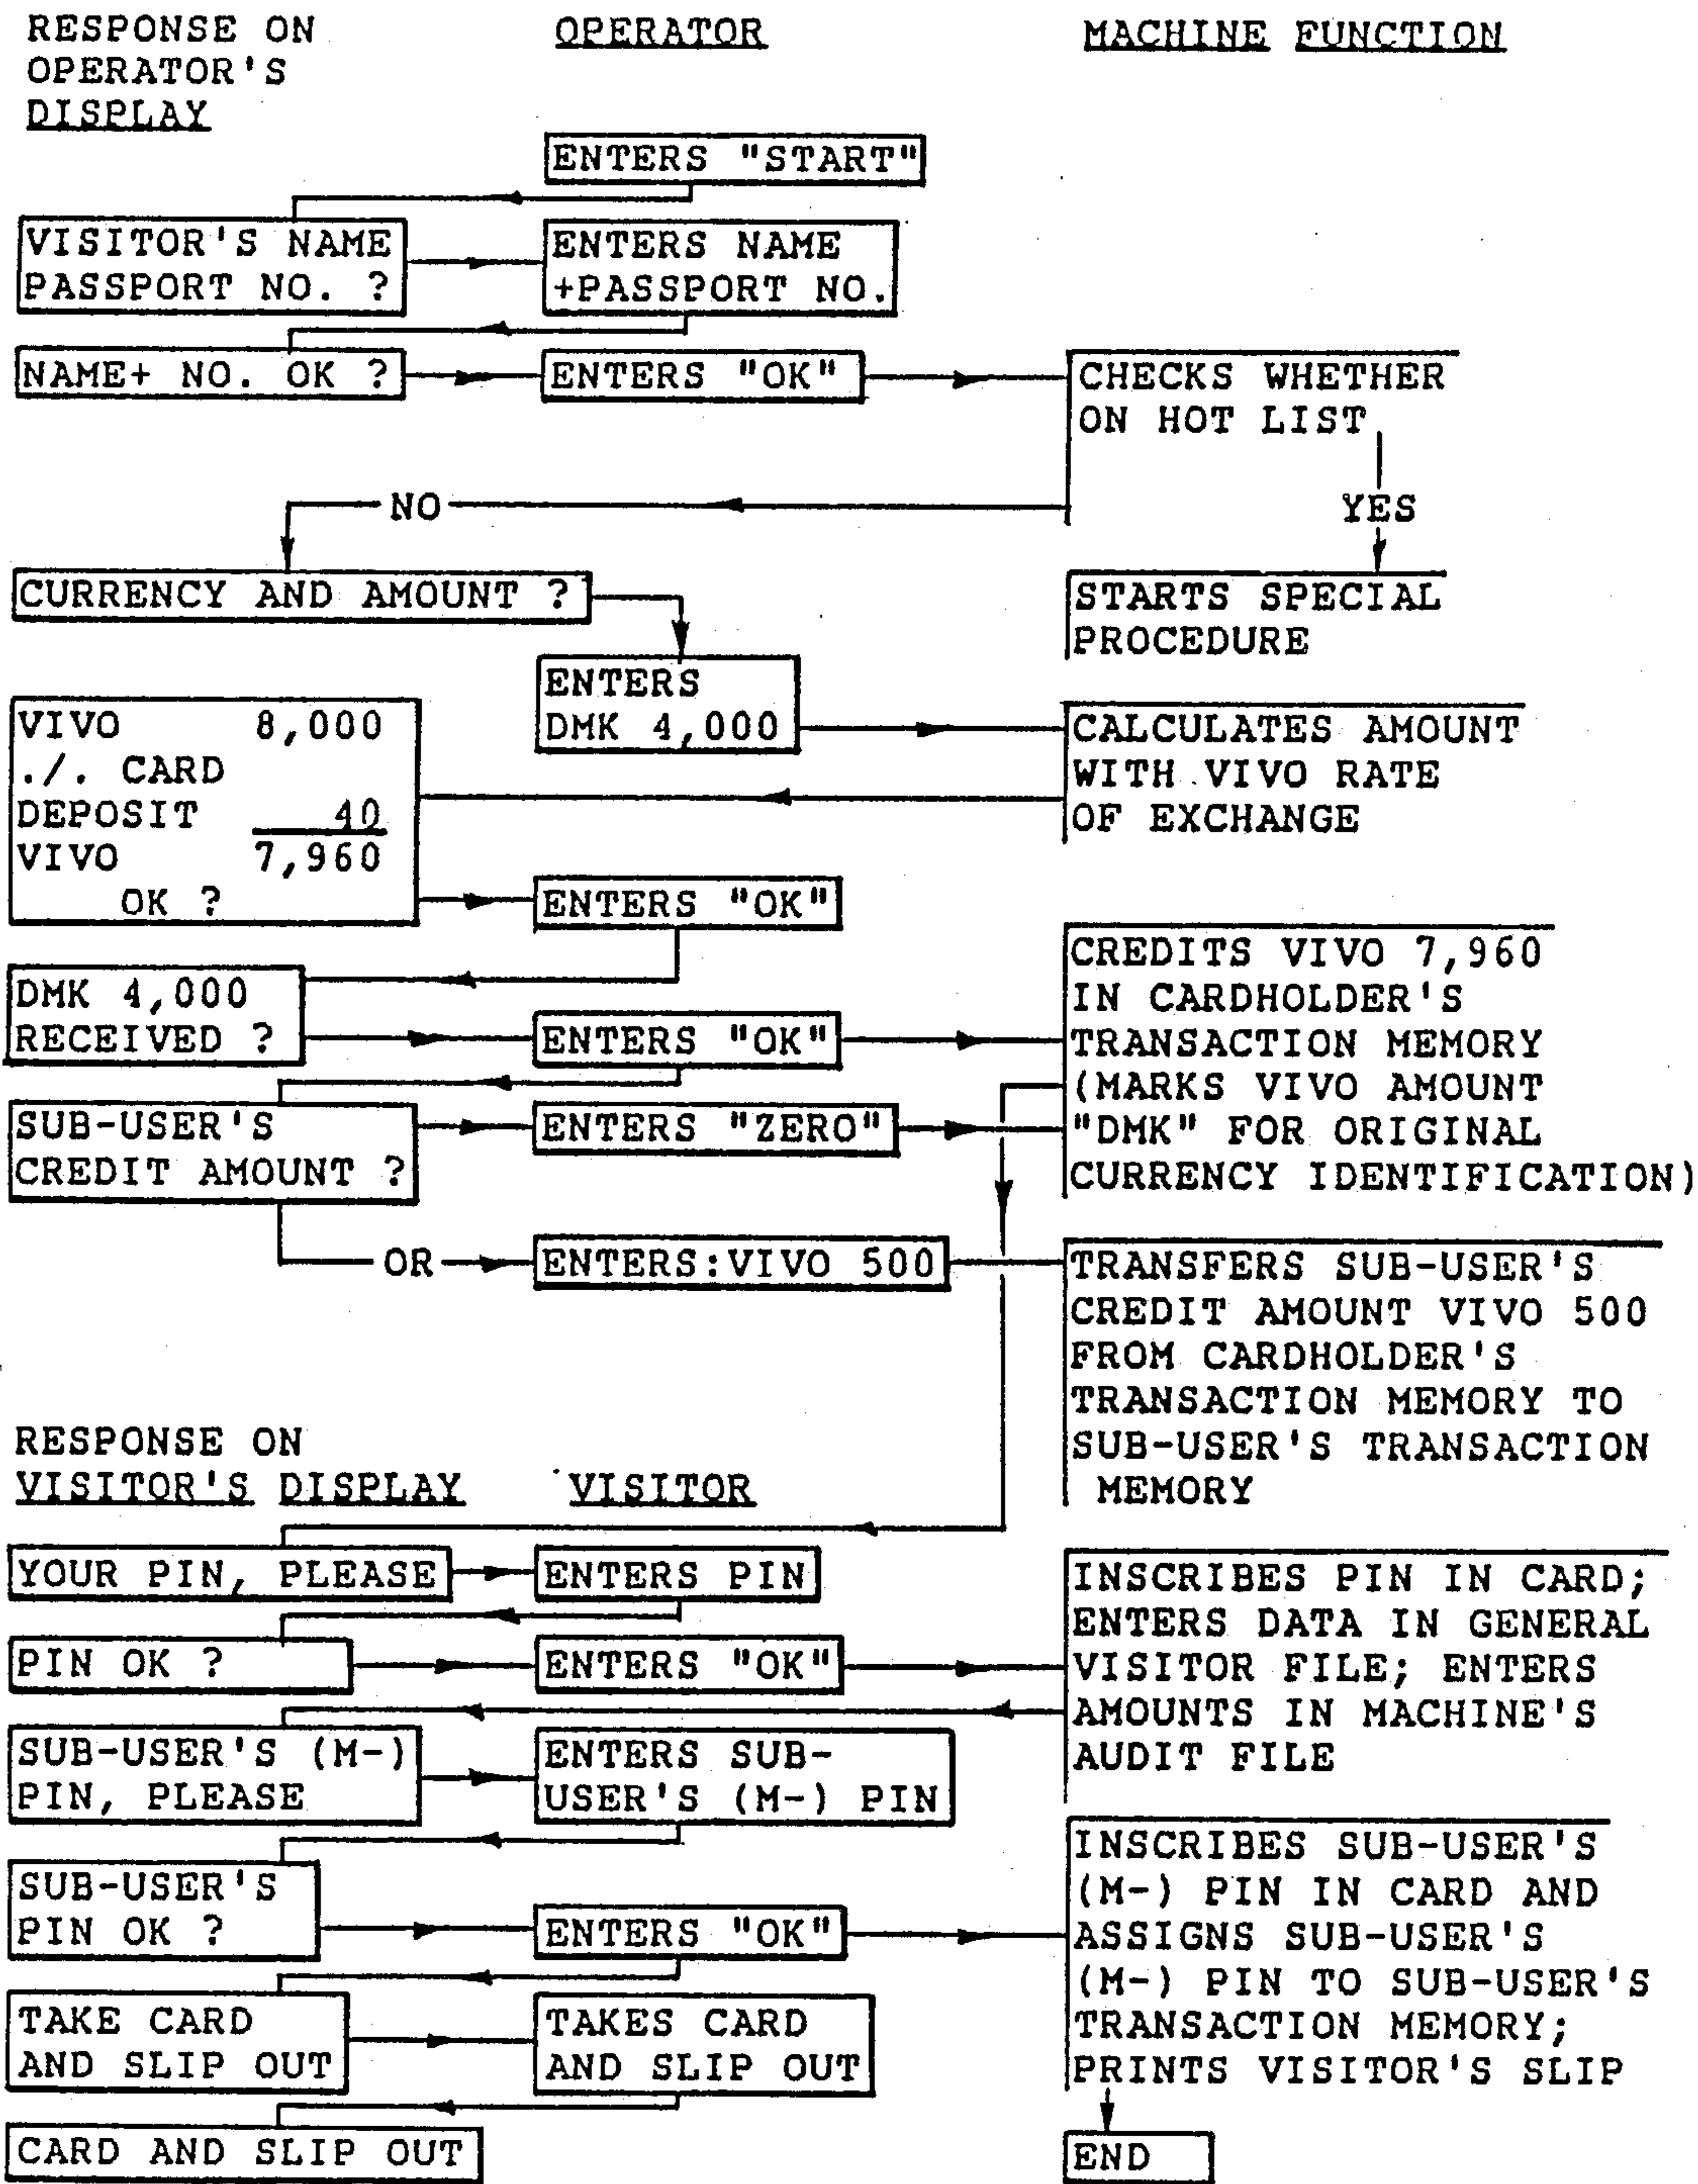 RESPONSE ON
OPERATOR'S
DISPLAY
OPERATOR
MACHINE FUNCTION
ENTERS "START"
VISITOR'S NAME
PASSPORT NO. ?
ENTERS NAME
+PASSPORT NO.
NAME+ NO. OK ?
ENTERS "OK"
CHECKS WHETHER
ON HOT LIST
NO
YES
CURRENCY AND AMOUNT ?
STARTS SPECIAL
PROCEDURE
ENTERS
DMK 4,000
VIVO 8,000
./. CARD
DEPOSIT 40
VIVO 7,960
OK ?
CALCULATES AMOUNT
WITH VIVO RATE
OF EXCHANGE
ENTERS "OK"
DMK 4,000
RECEIVED ?
ENTERS "OK"
CREDITS VIVO 7,960
IN CARDHOLDER'S
TRANSACTION MEMORY
(MARKS VIVO AMOUNT
"DMK" FOR ORIGINAL
CURRENCY IDENTIFICATION)
SUB-USER'S
CREDIT AMOUNT ?
ENTERS "ZERO"
OR
ENTERS:VIVO 500
TRANSFERS SUB-USER'S
CREDIT AMOUNT VIVO 500
FROM CARDHOLDER'S
TRANSACTION MEMORY TO
SUB-USER'S TRANSACTION
MEMORY
RESPONSE ON
VISITOR'S DISPLAY
VISITOR
YOUR PIN, PLEASE
ENTERS PIN
PIN OK ?
ENTERS "OK"
INSCRIBES PIN IN CARD;
ENTERS DATA IN GENERAL
VISITOR FILE; ENTERS
AMOUNTS IN MACHINE'S
AUDIT FILE
SUB-USER'S (M-)
PIN, PLEASE
ENTERS SUB-
USER'S (M-) PIN
SUB-USER'S
PIN OK ?
ENTERS "OK"
INSCRIBES SUB-USER'S
(M-) PIN IN CARD AND
ASSIGNS SUB-USER'S
(M-) PIN TO SUB-USER'S
TRANSACTION MEMORY;
PRINTS VISITOR'S SLIP
TAKE CARD
AND SLIP OUT
TAKES CARD
AND SLIP OUT
CARD AND SLIP OUT
END